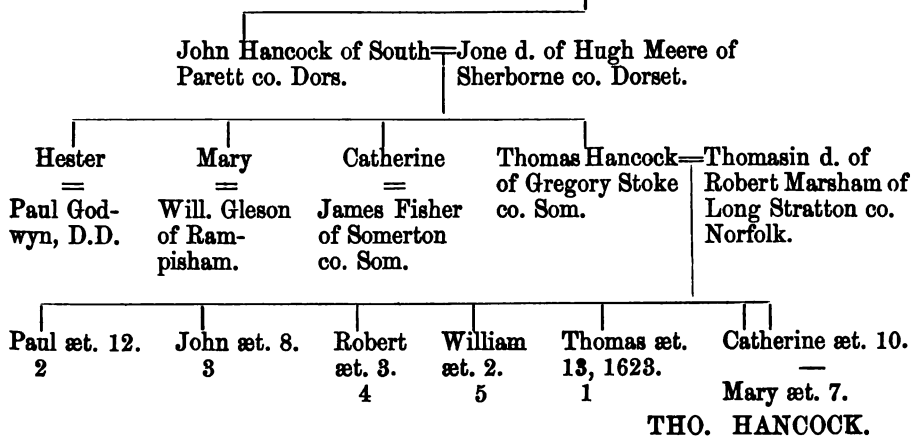 John Hancock of South=Jone d. of Hugh Meere of
Parett co. Dors. Sherborne co. Dorset.
Hester
=
Paul God-
wyn, D.D.
Mary
=
Will. Gleson
of Ram-
pisham.
Catherine
=
James Fisher
of Somerton
co. Som.
Thomas Hancock=Thomasin d. of
of Gregory Stoke Robert Marsham of
co. Som. Long Stratton co.
Norfolk.
Paul æt. 12.
2
John æt. 8.
3
Robert
æt. 3.
4
William
æt. 2.
5
Thomas æt.
13, 1623.
1
Catherine æt. 10.
—
Mary æt. 7.
THO. HANCOCK.